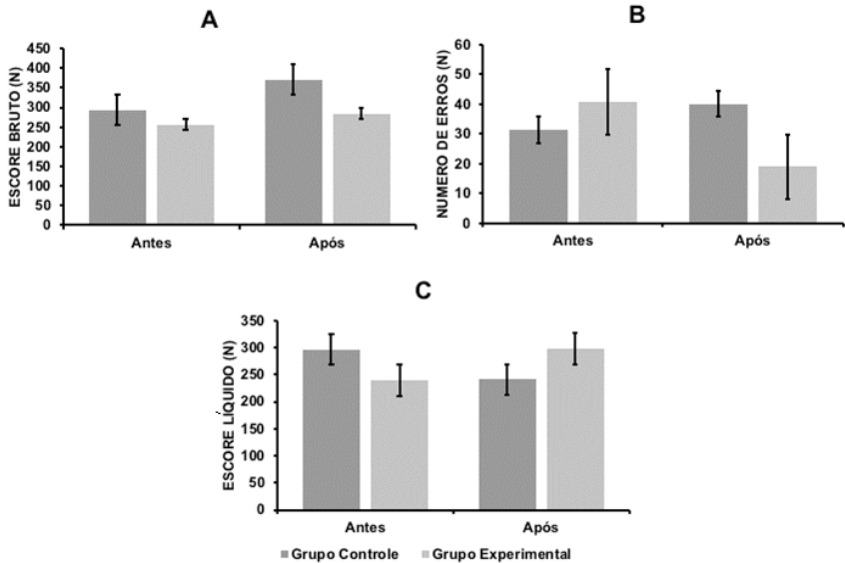 A
ESCORE BRUTO (N)
450
400
350
300
250
200
150
100
50
0
Antes
Após
B
NUMERO DE ERROS (N)
60
50
40
30
20
10
0
Antes
Após
C
ESCORE LÍQUIDO (N)
350
300
250
200
150
100
50
0
Antes
Após
Grupo Controle
Grupo Experimental